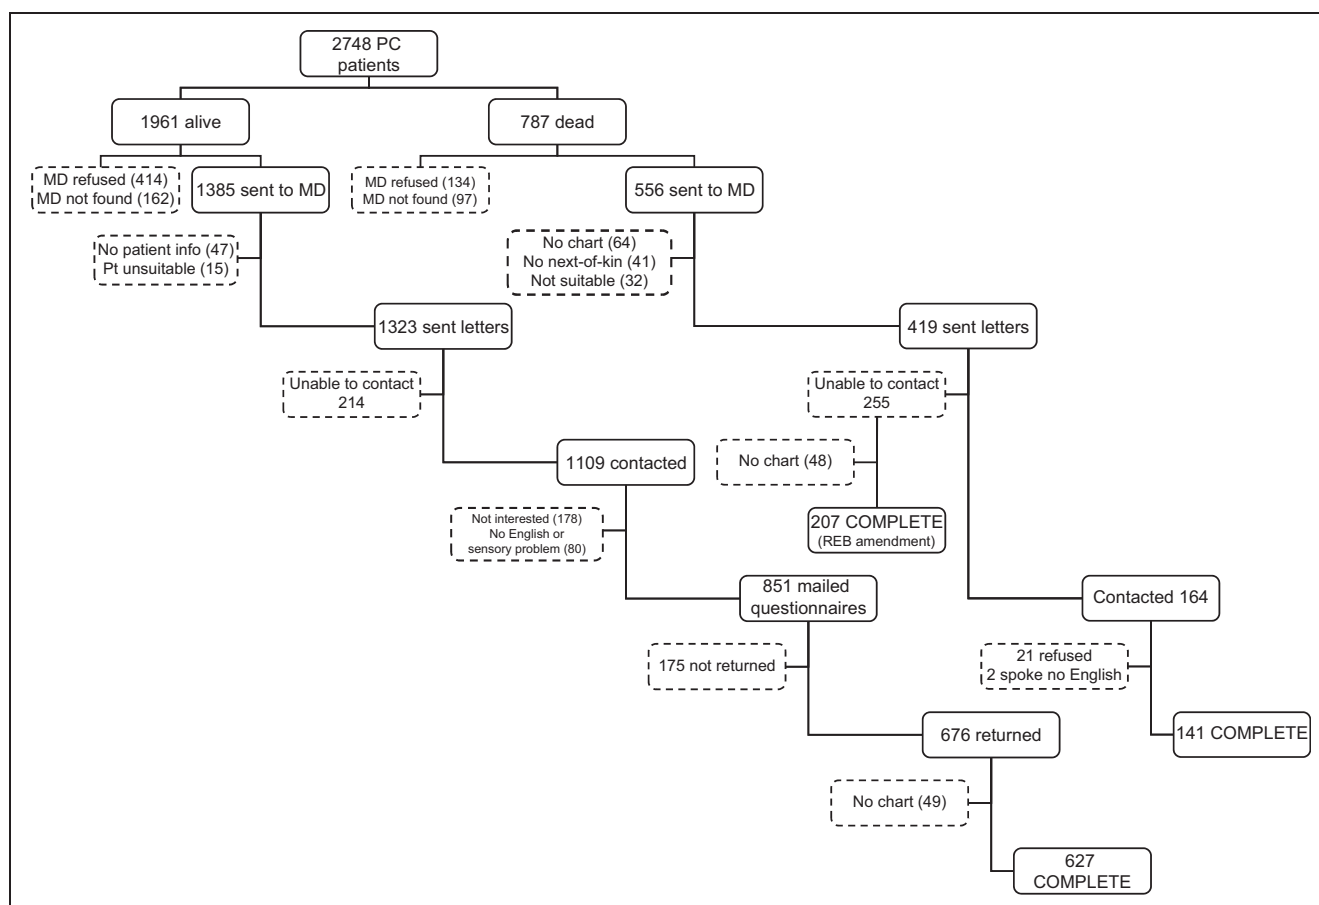 2748 PC
patients
1961 alive
787 dead
MD refused (414)
MD not found (162)
1385 sent to MD
MD refused (134)
MD not found (97)
556 sent to MD
No patient info (47)
Pt unsuitable (15)
No chart (64)
No next-of-kin (41)
Not suitable (32)
1323 sent letters
419 sent letters
Unable to contact
214
Unable to contact
255
1109 contacted
No chart (48)
Not interested (178)
No English or
sensory problem (80)
207 COMPLETE
(REB amendment)
851 mailed
questionnaires
Contacted 164
175 not returned
21 refused
2 spoke no English
676 returned
141 COMPLETE
No chart (49)
627
COMPLETE